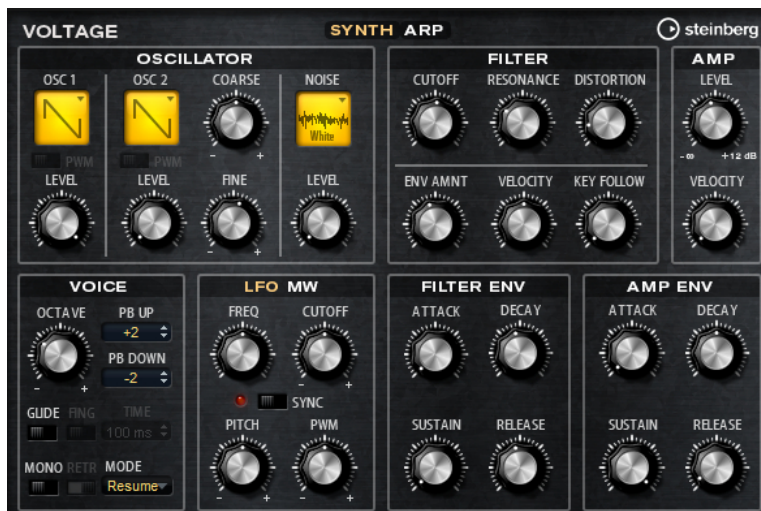 VOLTAGE SYNTH ARP steinberg
OSCILLATOR
OSC 1 OSC 2 COARSE NOISE
White
PWM PWM - +
LEVEL LEVEL FINE LEVEL
- +
FILTER
CUTOFF RESONANCE DISTORTION
ENV AMNT VELOCITY KEY FOLLOW
AMP
LEVEL
-∞ +12 dB
VELOCITY
VOICE
OCTAVE PB UP
+2
PB DOWN
-2
- +
GLIDE FING TIME
100 ms
MONO RETR MODE
Resume
LFO MW
FREQ CUTOFF
- +
SYNC
PITCH PWM
- + - +
FILTER ENV
ATTACK DECAY
SUSTAIN RELEASE
AMP ENV
ATTACK DECAY
SUSTAIN RELEASE